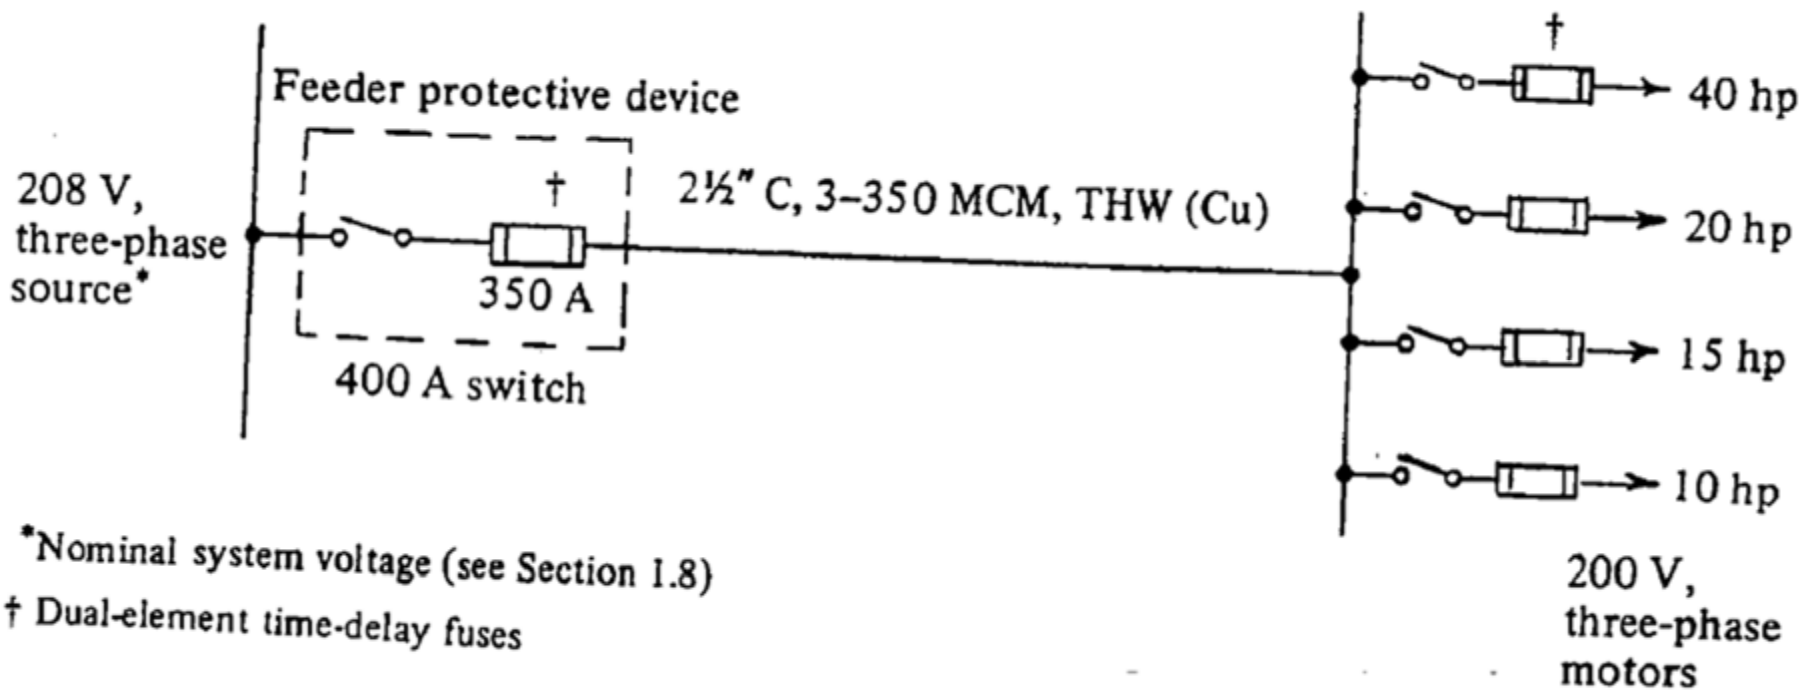 Feeder protective device
208 V,
three-phase
source*
†
350 A
400 A switch
2½" C, 3–350 MCM, THW (Cu)
†
40 hp
20 hp
15 hp
10 hp
200 V,
three-phase
motors
*Nominal system voltage (see Section 1.8)
† Dual-element time-delay fuses